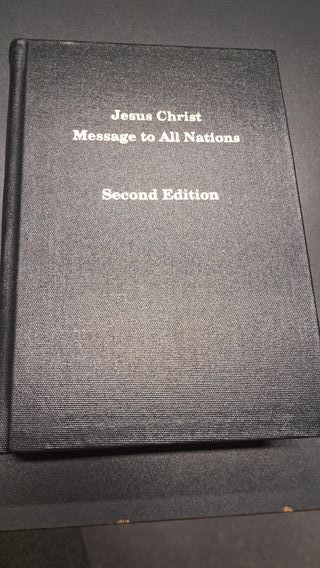 Jesus Christ
Message to All Nations
Second Edition